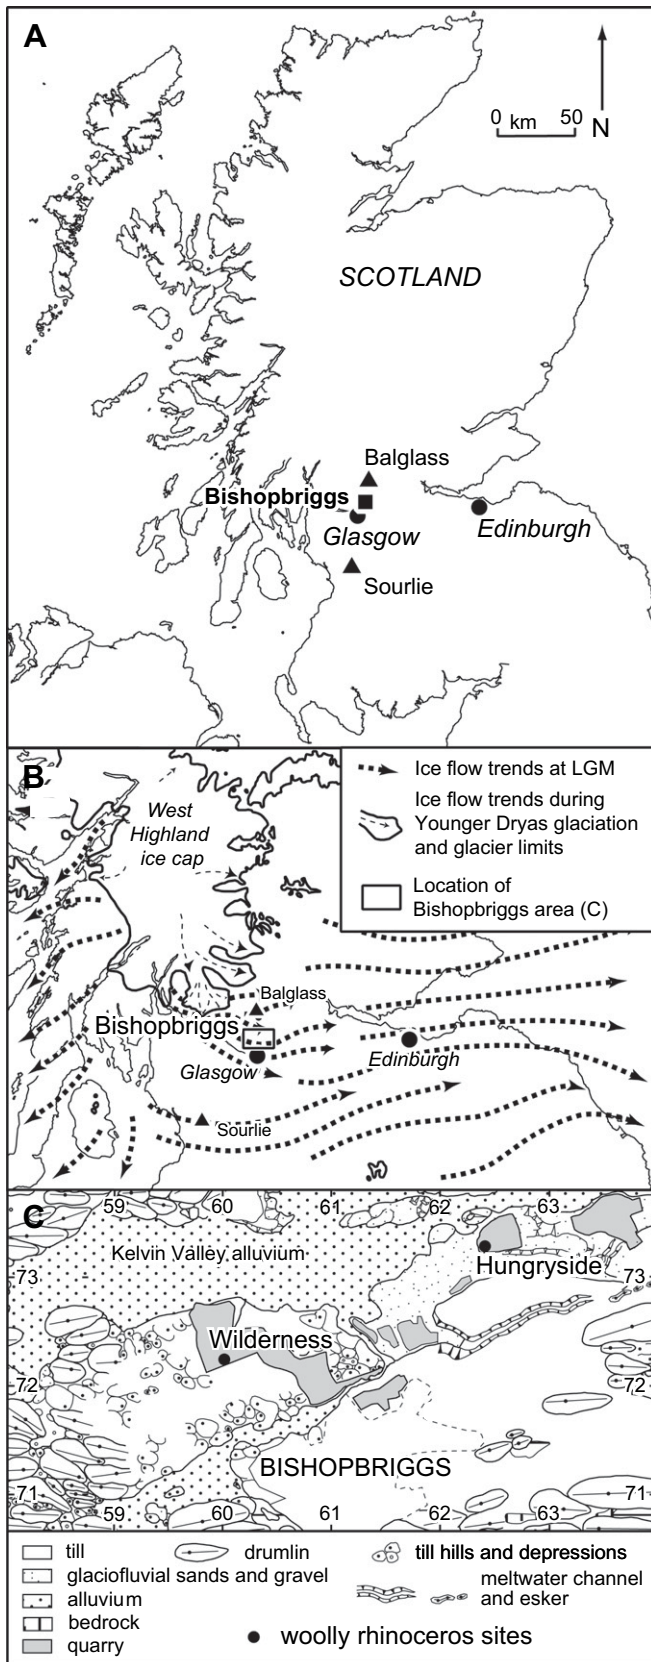 A
0 km 50
N
SCOTLAND
Balglass
Bishopbriggs
Glasgow
Edinburgh
Sourlie
B
West
Highland
ice cap
Ice flow trends at LGM
Ice flow trends during
Younger Dryas glaciation
and glacier limits
Location of
Bishopbriggs area (C)
Balglass
Bishopbriggs
Glasgow
Edinburgh
Sourlie
C
59 60 61 62 63
Kelvin Valley alluvium
Hungryside
73 73
Wilderness
72 72
BISHOPBRIGGS
71 71
59 60 61 62 63
till
drumlin
till hills and depressions
glaciofluvial sands and gravel
meltwater channel
and esker
alluvium
bedrock
quarry
woolly rhinoceros sites